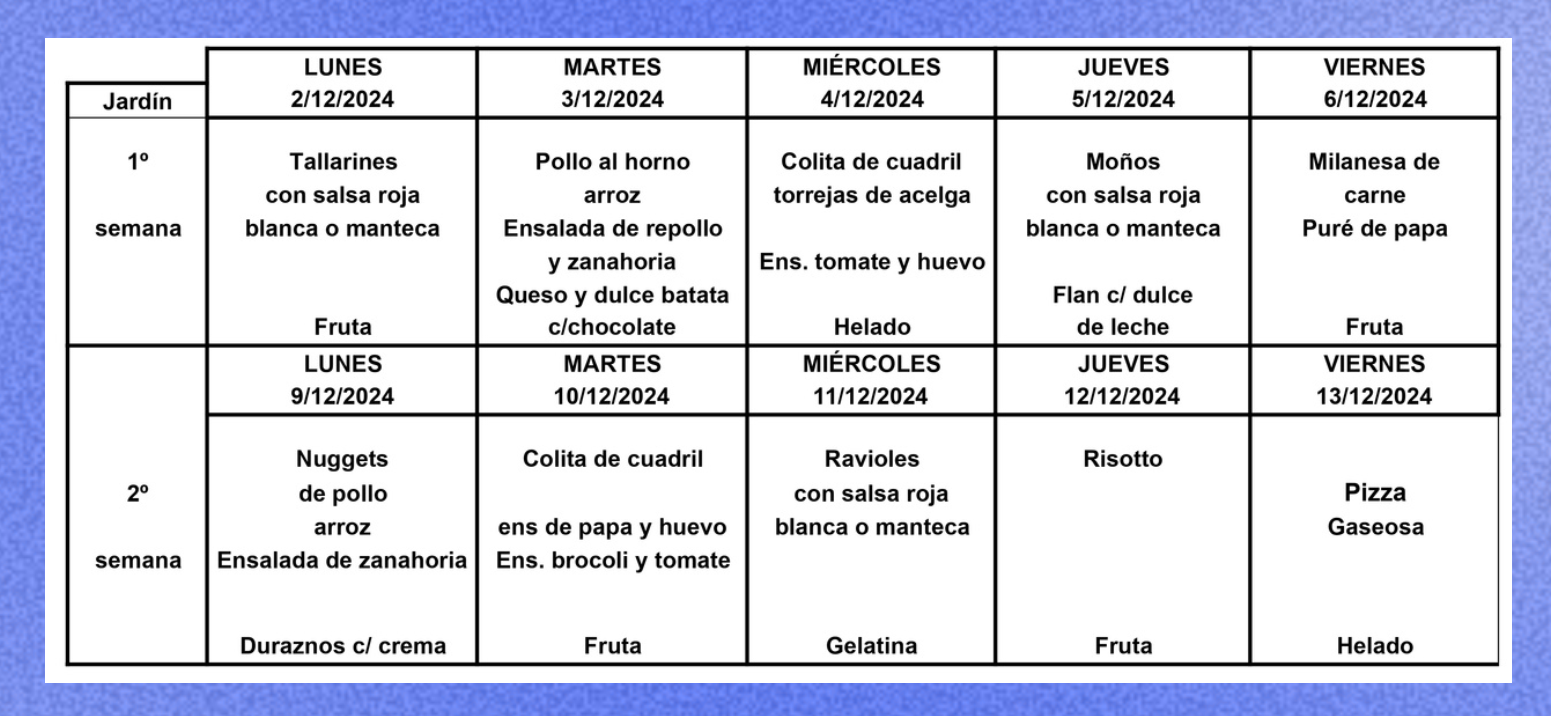 LUNES MARTES MIÉRCOLES JUEVES VIERNES
Jardín 2/12/2024 3/12/2024 4/12/2024 5/12/2024 6/12/2024
1º Tallarines Pollo al horno Colita de cuadril Moños Milanesa de
con salsa roja arroz torrejas de acelga con salsa roja carne
semana blanca o manteca Ensalada de repollo blanca o manteca Puré de papa
y zanahoria Ens. tomate y huevo
Queso y dulce batata Flan c/ dulce
Fruta c/chocolate Helado de leche Fruta
LUNES MARTES MIÉRCOLES JUEVES VIERNES
9/12/2024 10/12/2024 11/12/2024 12/12/2024 13/12/2024
Nuggets Colita de cuadril Ravioles Risotto
2º de pollo con salsa roja Pizza
arroz ens de papa y huevo blanca o manteca Gaseosa
semana Ensalada de zanahoria Ens. brocoli y tomate
Duraznos c/ crema Fruta Gelatina Fruta Helado